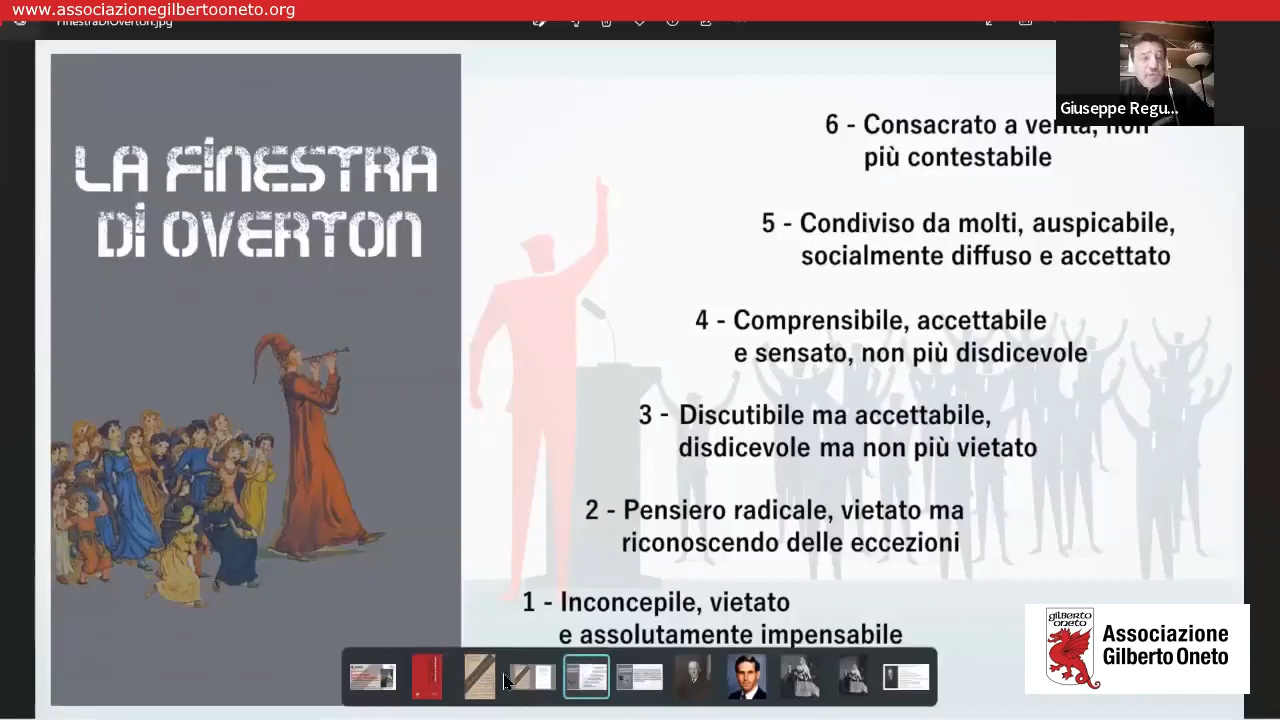 www.associazionegilbertooneto.org
FinestraDiOverton.jpg
Giuseppe Regu...
LA FINESTRA
DI OVERTON
6 - Consacrato a verità, non
più contestabile
5 - Condiviso da molti, auspicabile,
socialmente diffuso e accettato
4 - Comprensibile, accettabile
e sensato, non più disdicevole
3 - Discutibile ma accettabile,
disdicevole ma non più vietato
2 - Pensiero radicale, vietato ma
riconoscendo delle eccezioni
1 - Inconcepile, vietato
e assolutamente impensabile
gilberto
oneto
Associazione
Gilberto Oneto